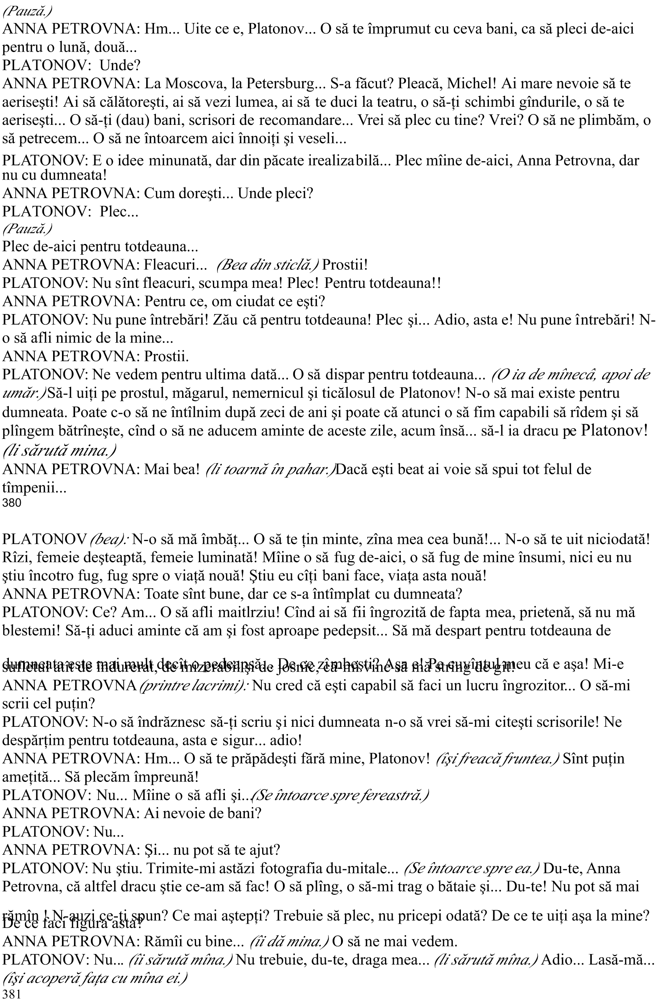 (Pauză.)
ANNA PETROVNA: Hm... Uite ce e, Platonov... O să te împrumut cu ceva bani, ca să pleci de-aici
pentru o lună, două...
PLATONOV: Unde?
ANNA PETROVNA: La Moscova, la Petersburg... S-a făcut? Pleacă, Michel! Ai mare nevoie să te
aeriseşti! Ai să călătoreşti, ai să vezi lumea, ai să te duci la teatru, o să-ţi schimbi gîndurile, o să te
aeriseşti... O să-ţi (dau) bani, scrisori de recomandare... Vrei să plec cu tine? Vrei? O să ne plimbăm, o
să petrecem... O să ne întoarcem aici înnoiţi şi veseli...
PLATONOV: E o idee minunată, dar din păcate irealizabilă... Plec mîine de-aici, Anna Petrovna, dar
nu cu dumneata!
ANNA PETROVNA: Cum doreşti... Unde pleci?
PLATONOV: Plec...
(Pauză.)
Plec de-aici pentru totdeauna...
ANNA PETROVNA: Fleacuri... (Bea din sticlă.) Prostii!
PLATONOV: Nu sînt fleacuri, scumpa mea! Plec! Pentru totdeauna!!
ANNA PETROVNA: Pentru ce, om ciudat ce eşti?
PLATONOV: Nu pune întrebări! Zău că pentru totdeauna! Plec şi... Adio, asta e! Nu pune întrebări! N-
o să afli nimic de la mine...
ANNA PETROVNA: Prostii.
PLATONOV: Ne vedem pentru ultima dată... O să dispar pentru totdeauna... (O ia de mînecâ, apoi de
umăr.)Să-l uiţi pe prostul, măgarul, nemernicul şi ticălosul de Platonov! N-o să mai existe pentru
dumneata. Poate c-o să ne întîlnim după zeci de ani şi poate că atunci o să fim capabili să rîdem şi să
plîngem bătrîneşte, cînd o să ne aducem aminte de aceste zile, acum însă... să-l ia dracu pe Platonov!
(li sărută mina.)
ANNA PETROVNA: Mai bea! (li toarnă în pahar.)Dacă eşti beat ai voie să spui tot felul de
tîmpenii...
380
PLATONOV (bea): N-o să mă îmbăţ... O să te ţin minte, zîna mea cea bună!... N-o să te uit niciodată!
Rîzi, femeie deşteaptă, femeie luminată! Mîine o să fug de-aici, o să fug de mine însumi, nici eu nu
ştiu încotro fug, fug spre o viaţă nouă! Ştiu eu cîţi bani face, viaţa asta nouă!
ANNA PETROVNA: Toate sînt bune, dar ce s-a întîmplat cu dumneata?
PLATONOV: Ce? Am... O să afli maitlrziu! Cînd ai să fii îngrozită de fapta mea, prietenă, să nu mă
blestemi! Să-ţi aduci aminte că am şi fost aproape pedepsit... Să mă despart pentru totdeauna de
dumneata este mai mult decît o pedeapsă... De ce zîmbeşti? Aşa e! Pe cuvîntul meu că e aşa! Mi-e
sufletul atît de îndurerat, de mizerabil şi de josnic, că-mi vine să mă string de gît!
ANNA PETROVNA (printre lacrimi): Nu cred că eşti capabil să faci un lucru îngrozitor... O să-mi
scrii cel puţin?
PLATONOV: N-o să îndrăznesc să-ţi scriu şi nici dumneata n-o să vrei să-mi citeşti scrisorile! Ne
despărţim pentru totdeauna, asta e sigur... adio!
ANNA PETROVNA: Hm... O să te prăpădeşti fără mine, Platonov! (îşi freacă fruntea.) Sînt puţin
ameţită... Să plecăm împreună!
PLATONOV: Nu... Mîine o să afli şi...(Se întoarce spre fereastră.)
ANNA PETROVNA: Ai nevoie de bani?
PLATONOV: Nu...
ANNA PETROVNA: Şi... nu pot să te ajut?
PLATONOV: Nu ştiu. Trimite-mi astăzi fotografia du-mitale... (Se întoarce spre ea.) Du-te, Anna
Petrovna, că altfel dracu ştie ce-am să fac! O să plîng, o să-mi trag o bătaie şi... Du-te! Nu pot să mai
rămîn ! N-auzi ce-ţi spun? Ce mai aştepţi? Trebuie să plec, nu pricepi odată? De ce te uiţi aşa la mine?
De ce faci figura asta?
ANNA PETROVNA: Rămîi cu bine... (îi dă mina.) O să ne mai vedem.
PLATONOV: Nu... (îi sărută mîna.) Nu trebuie, du-te, draga mea... (li sărută mîna.) Adio... Lasă-mă...
(îşi acoperă faţa cu mîna ei.)
381